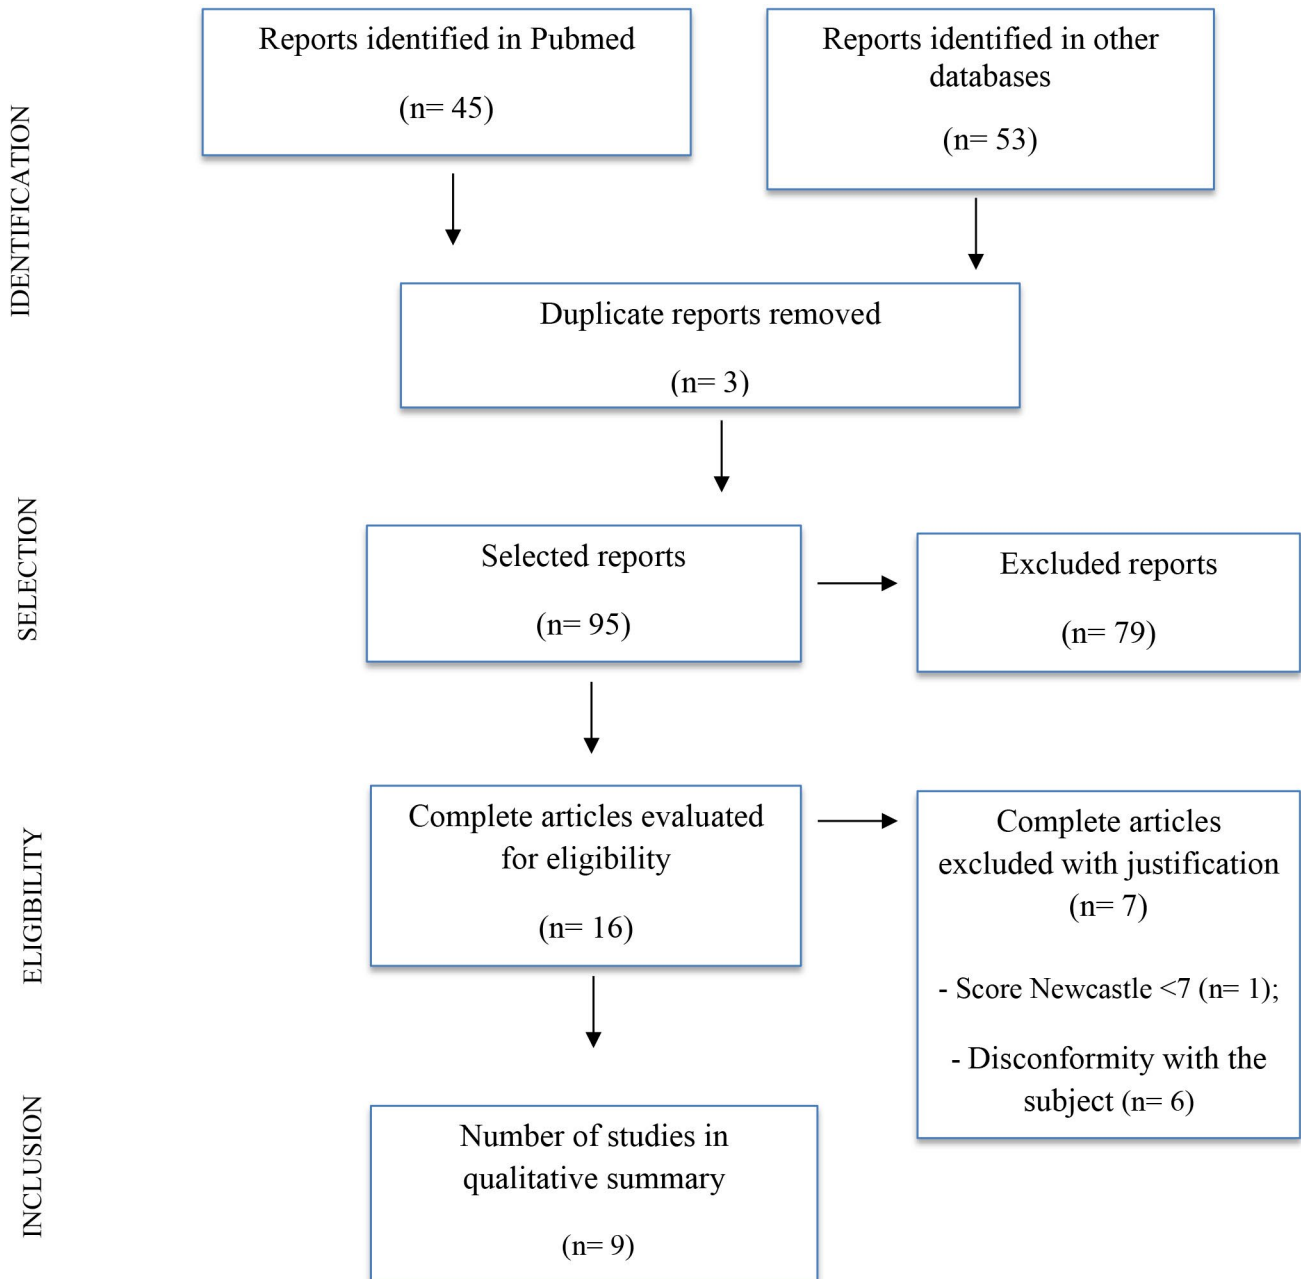 IDENTIFICATION
Reports identified in Pubmed
(n= 45)
Reports identified in other
databases
(n= 53)
Duplicate reports removed
(n= 3)
SELECTION
Selected reports
(n= 95)
Excluded reports
(n= 79)
ELIGIBILITY
Complete articles evaluated
for eligibility
(n= 16)
Complete articles
excluded with justification
(n= 7)
- Score Newcastle <7 (n= 1);
- Disconformity with the
subject (n= 6)
INCLUSION
Number of studies in
qualitative summary
(n= 9)